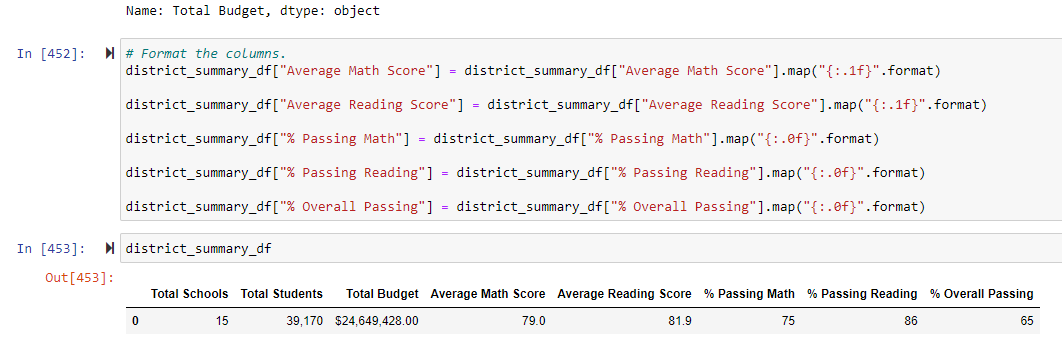 Name: Total Budget, dtype: object
In [452]:
# Format the columns.
district_summary_df["Average Math Score"] = district_summary_df["Average Math Score"].map("{:.1f}".format)
district_summary_df["Average Reading Score"] = district_summary_df["Average Reading Score"].map("{:.1f}".format)
district_summary_df["% Passing Math"] = district_summary_df["% Passing Math"].map("{:.0f}".format)
district_summary_df["% Passing Reading"] = district_summary_df["% Passing Reading"].map("{:.0f}".format)
district_summary_df["% Overall Passing"] = district_summary_df["% Overall Passing"].map("{:.0f}".format)
In [453]: district_summary_df
Out[453]:
Total Schools Total Students Total Budget Average Math Score Average Reading Score % Passing Math % Passing Reading % Overall Passing
0 15 39,170 $24,649,428.00 79.0 81.9 75 86 65